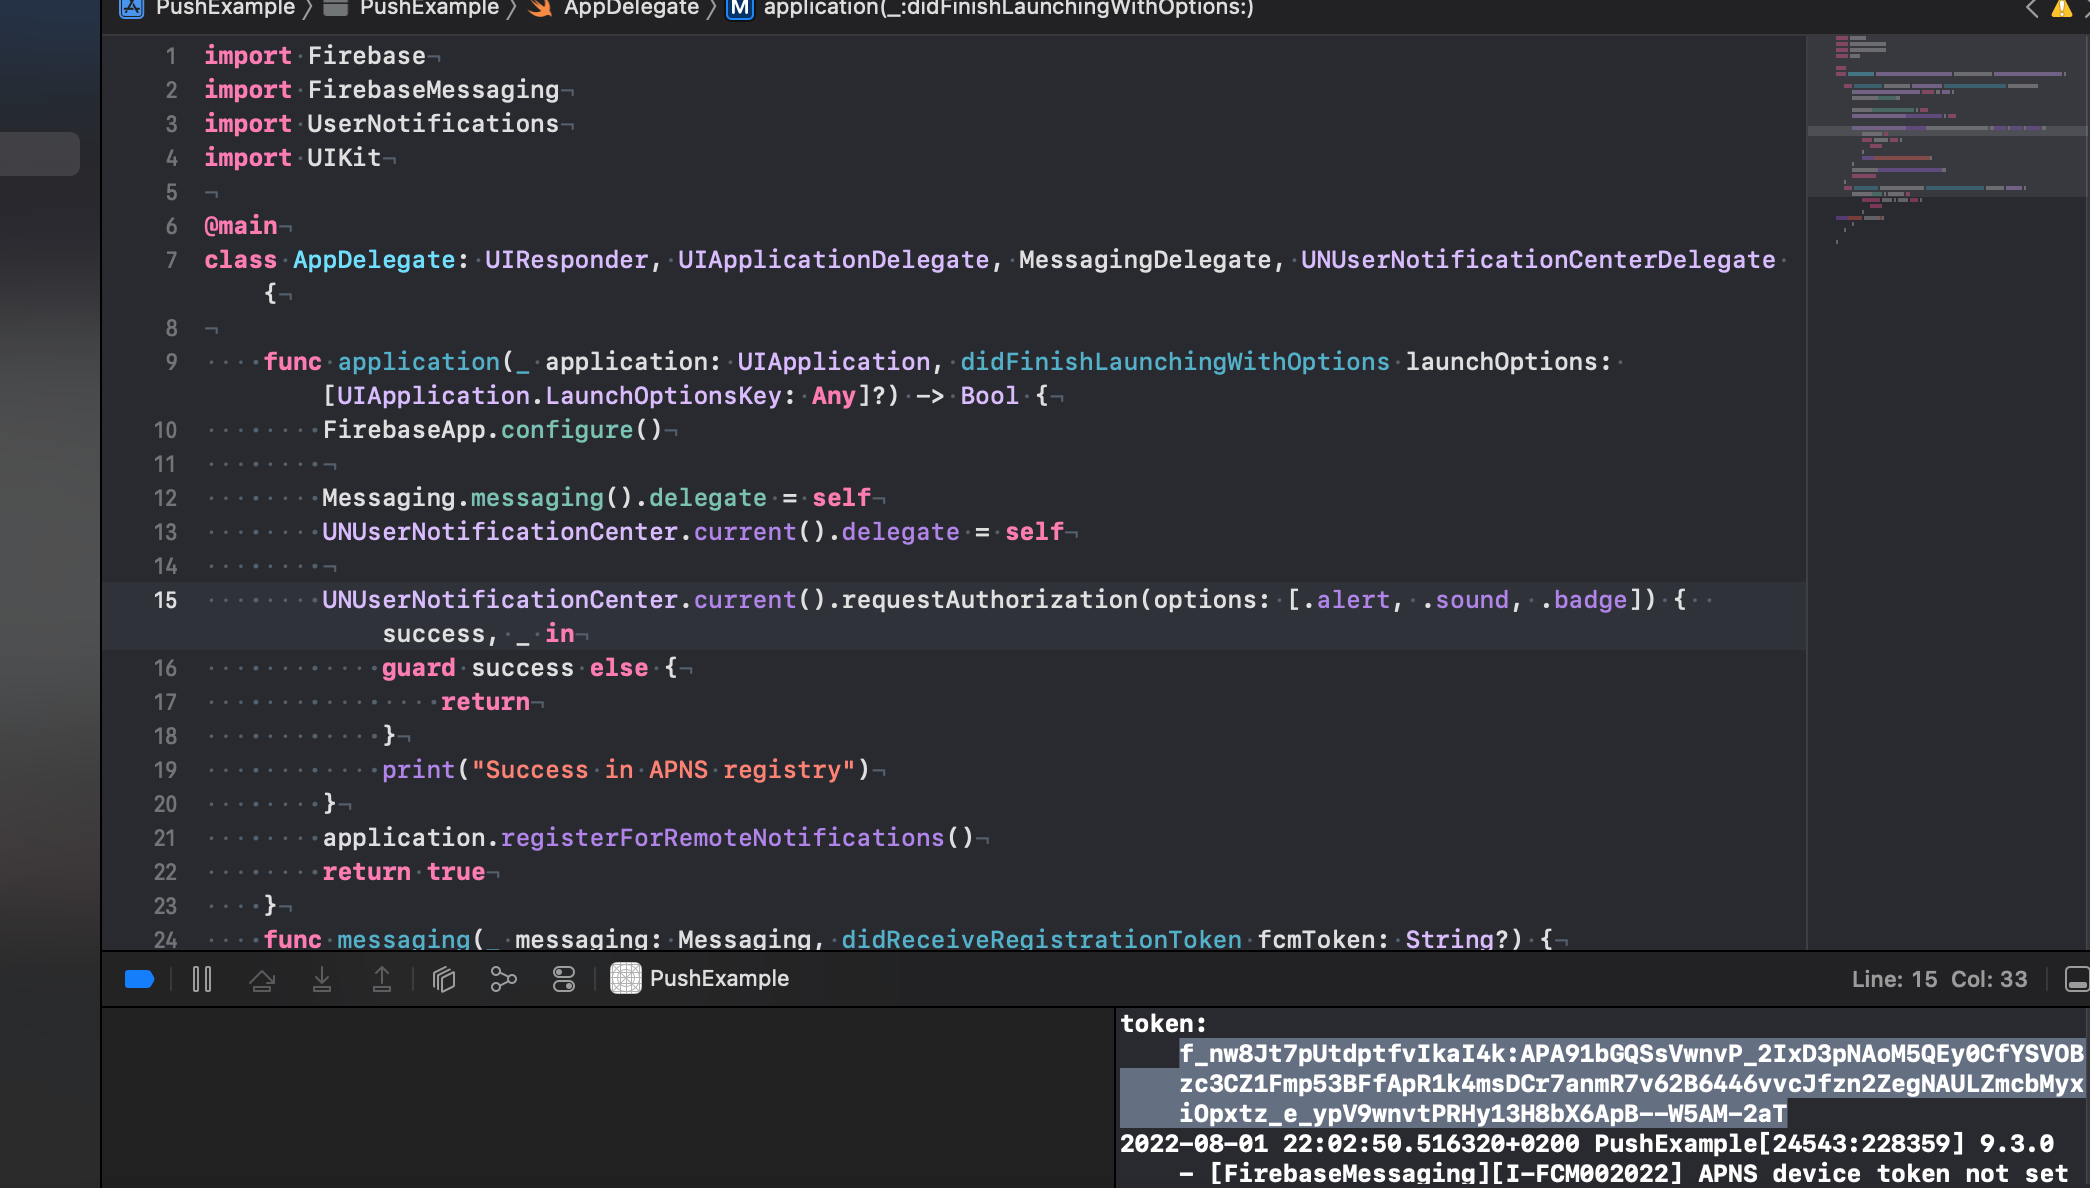 PushExample PushExample AppDelegate M application(_:didFinishLaunchingWithOptions:)
1 import Firebase
2 import FirebaseMessaging
3 import UserNotifications
4 import UIKit
5
6 @main
7 class AppDelegate: UIResponder, UIApplicationDelegate, MessagingDelegate, UNUserNotificationCenterDelegate
{
8
9 func application(_ application: UIApplication, didFinishLaunchingWithOptions launchOptions:
[UIApplication.LaunchOptionsKey: Any]?) -> Bool {
10 FirebaseApp.configure()
11
12 Messaging.messaging().delegate = self
13 UNUserNotificationCenter.current().delegate = self
14
15 UNUserNotificationCenter.current().requestAuthorization(options: [.alert, .sound, .badge]) {
success, _ in
16 guard success else {
17 return
18 }
19 print("Success in APNS registry")
20 }
21 application.registerForRemoteNotifications()
22 return true
23 }
24 func messaging(_ messaging: Messaging, didReceiveRegistrationToken fcmToken: String?) {
PushExample
Line: 15 Col: 33
token:
f_nw8Jt7pUtdptfvIkaI4k:APA91bGQSsVwnvP_2IxD3pNAoM5QEy0CfYSVOB
zc3CZ1Fmp53BFfApR1k4msDCr7anmR7v62B6446vvcJfzn2ZegNAULZmcbMyx
iOpxtz_e_ypV9wnvtPRHy13H8bX6ApB--W5AM-2aT
2022-08-01 22:02:50.516320+0200 PushExample[24543:228359] 9.3.0
- [FirebaseMessaging][I-FCM002022] APNS device token not set